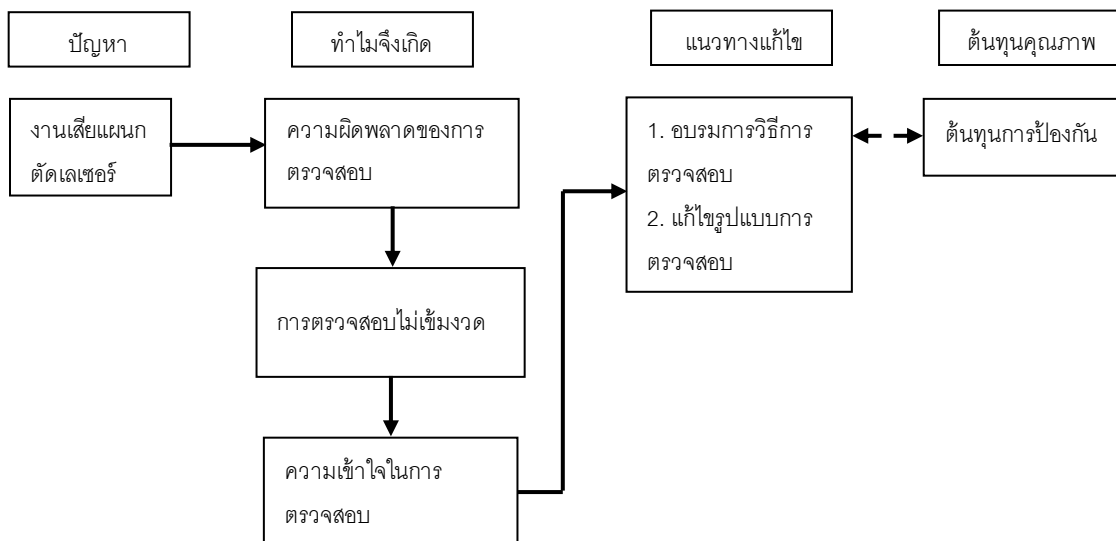 ปัญหา
ทำไมจึงเกิด
แนวทางแก้ไข
ต้นทุนคุณภาพ
งานเสียแผนก
ตัดเลเซอร์
ความผิดพลาดของการ
ตรวจสอบ
การตรวจสอบไม่เข้มงวด
ความเข้าใจในการ
ตรวจสอบ
1. อบรมการวิธีการ
ตรวจสอบ
2. แก้ไขรูปแบบการ
ตรวจสอบ
ต้นทุนการป้องกัน